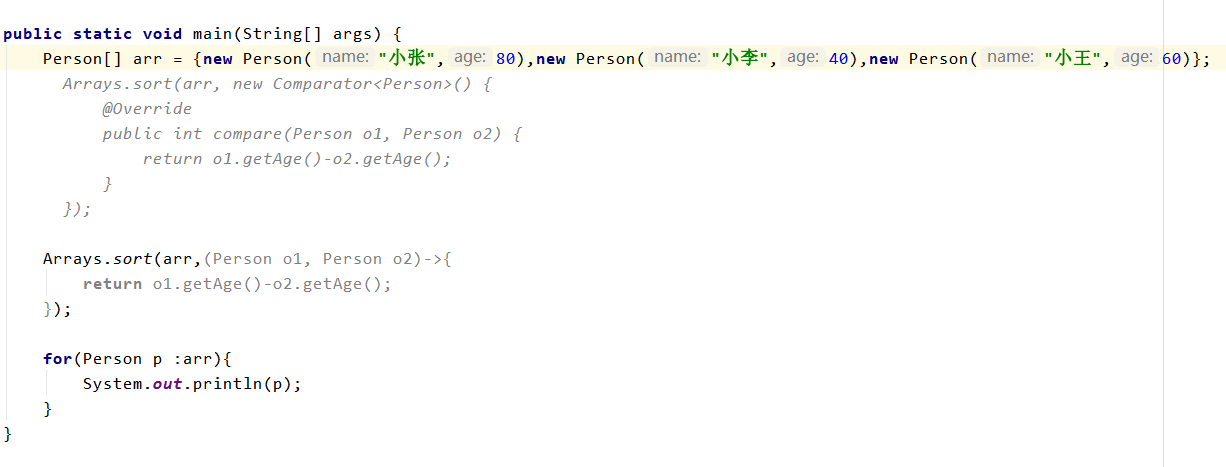 public static void main(String[] args) {
Person[] arr = {new Person( name: "小张", age: 80),new Person( name: "小李", age: 40),new Person( name: "小王", age: 60)};
Arrays.sort(arr, new Comparator<Person>() {
@Override
public int compare(Person o1, Person o2) {
return o1.getAge()-o2.getAge();
}
});
Arrays.sort(arr,(Person o1, Person o2)->{
return o1.getAge()-o2.getAge();
});
for(Person p :arr){
System.out.println(p);
}
}